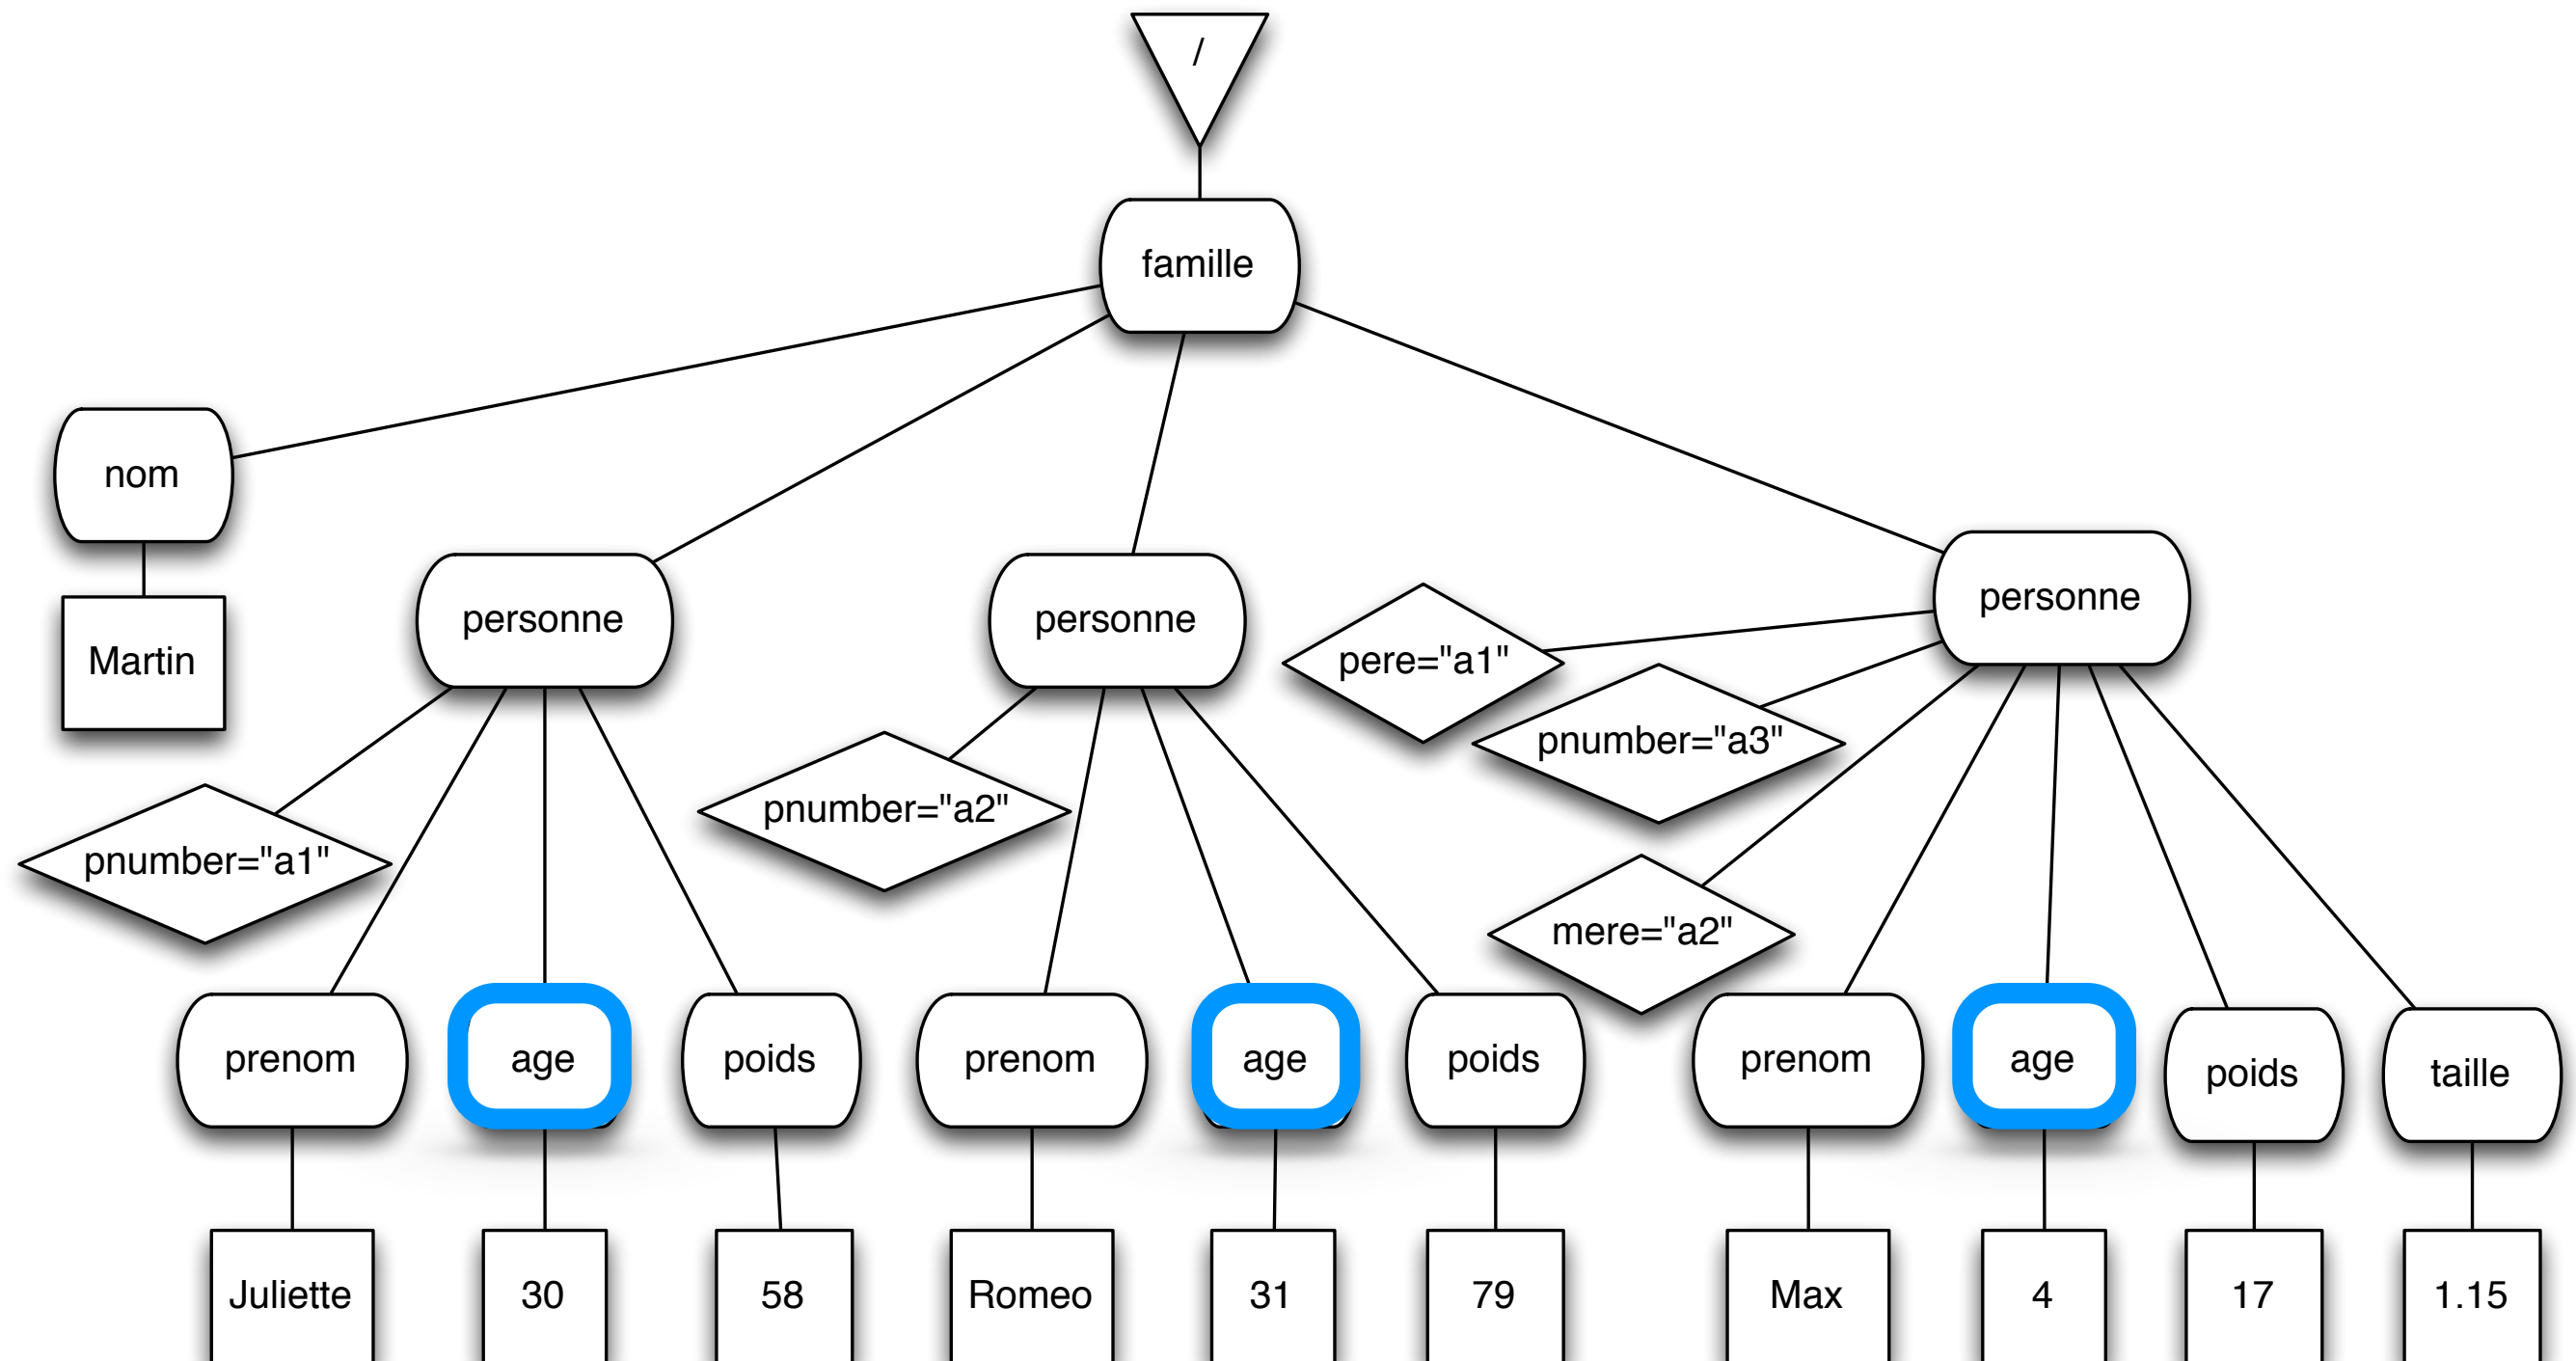 /
famille
nom
Martin
personne
personne
personne
pere="a1"
pnumber="a3"
pnumber="a2"
pnumber="a1"
mere="a2"
prenom
age
poids
prenom
age
poids
prenom
age
poids
taille
Juliette
30
58
Romeo
31
79
Max
4
17
1.15